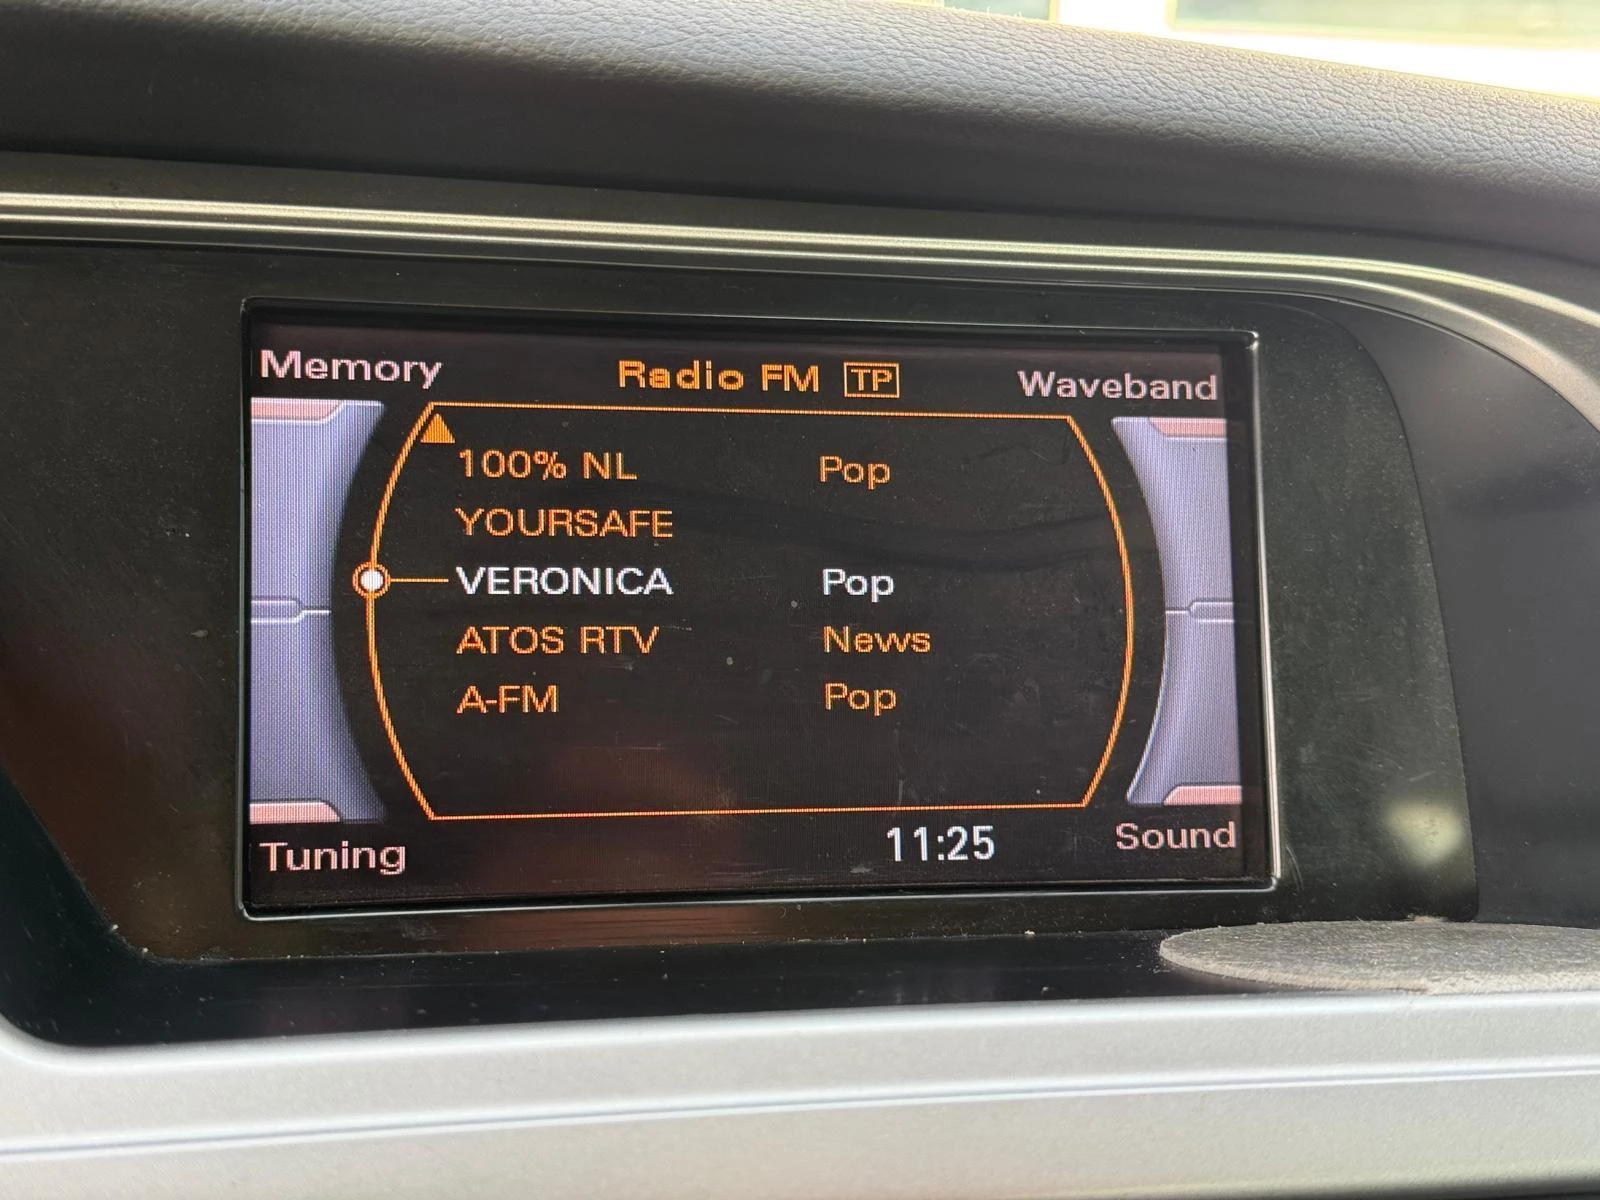 Memory Radio FM TP Waveband
100% NL Pop
YOURSAFE
VERONICA Pop
ATOS RTV News
A-FM Pop
Tuning 11:25 Sound